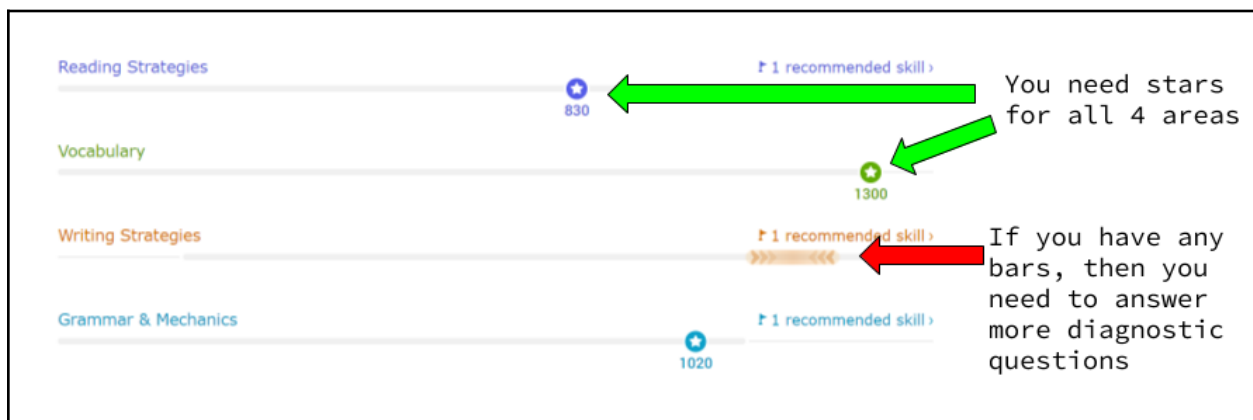 Reading Strategies
1 recommended skill ›
830
You need stars
for all 4 areas
Vocabulary
1300
Writing Strategies
1 recommended skill ›
If you have any
bars, then you
need to answer
more diagnostic
questions
Grammar & Mechanics
1 recommended skill ›
1020